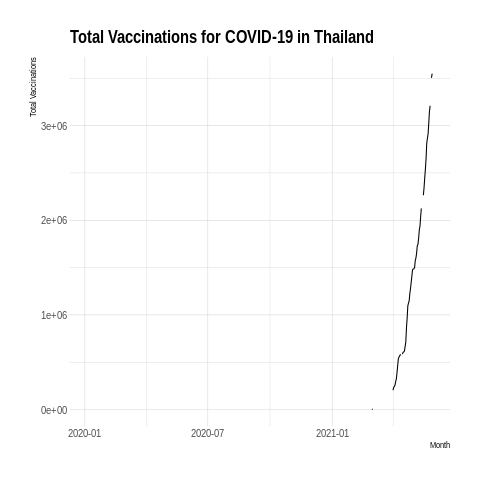 Total Vaccinations for COVID-19 in Thailand
Total Vaccinations
3e+06
2e+06
1e+06
0e+00
2020-01 2020-07 2021-01
Month